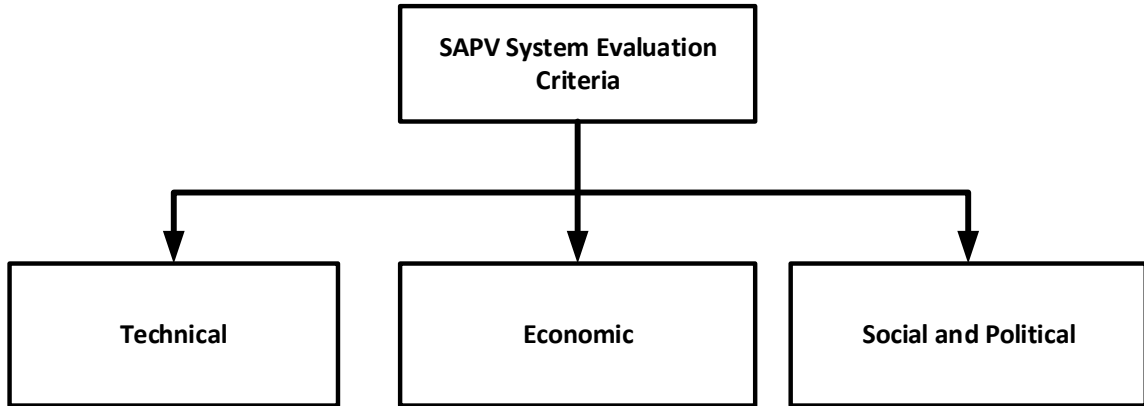 SAPV System Evaluation
Criteria
Technical
Economic
Social and Political